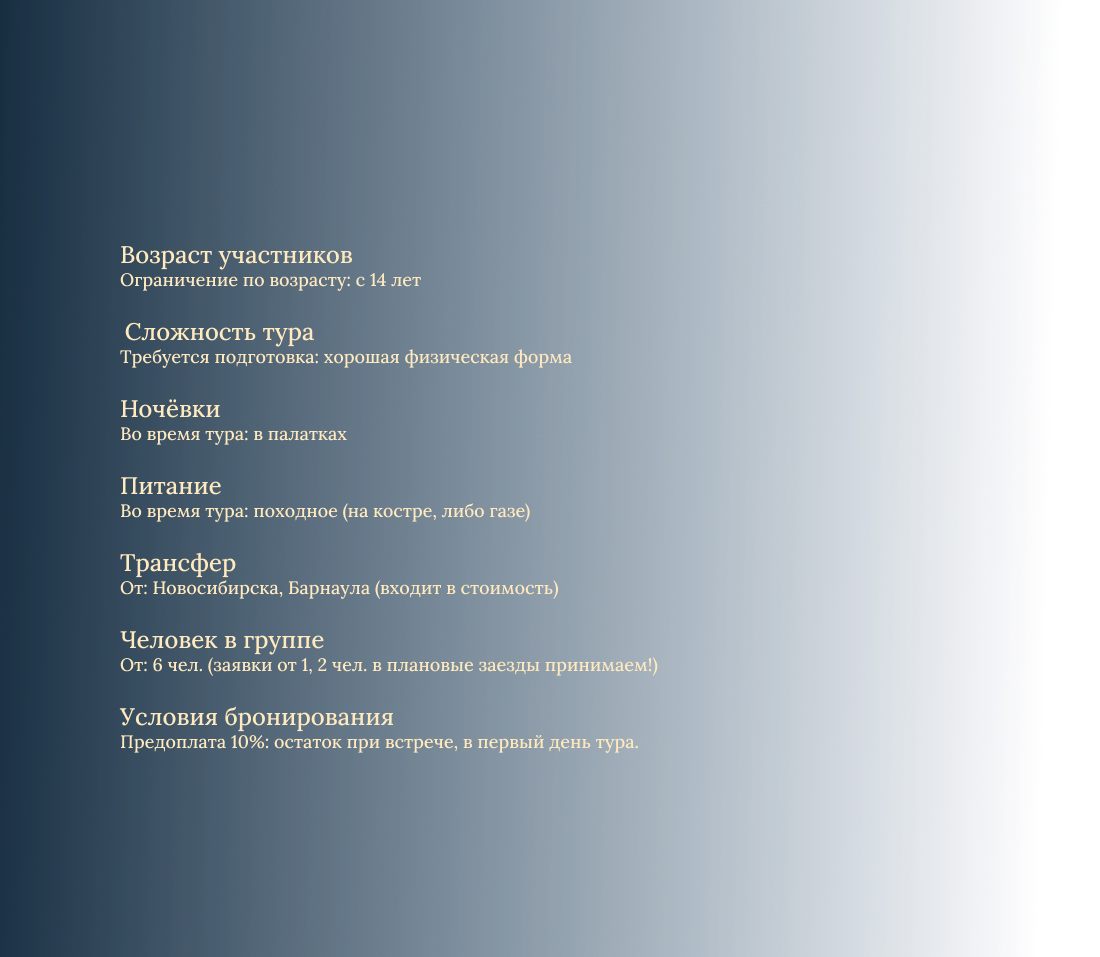 Возраст участников
Ограничение по возрасту: с 14 лет
Сложность тура
Требуется подготовка: хорошая физическая форма
Ночёвки
Во время тура: в палатках
Питание
Во время тура: походное (на костре, либо газе)
Трансфер
От: Новосибирска, Барнаула (входит в стоимость)
Человек в группе
От: 6 чел. (заявки от 1, 2 чел. в плановые заезды принимаем!)
Условия бронирования
Предоплата 10%: остаток при встрече, в первый день тура.